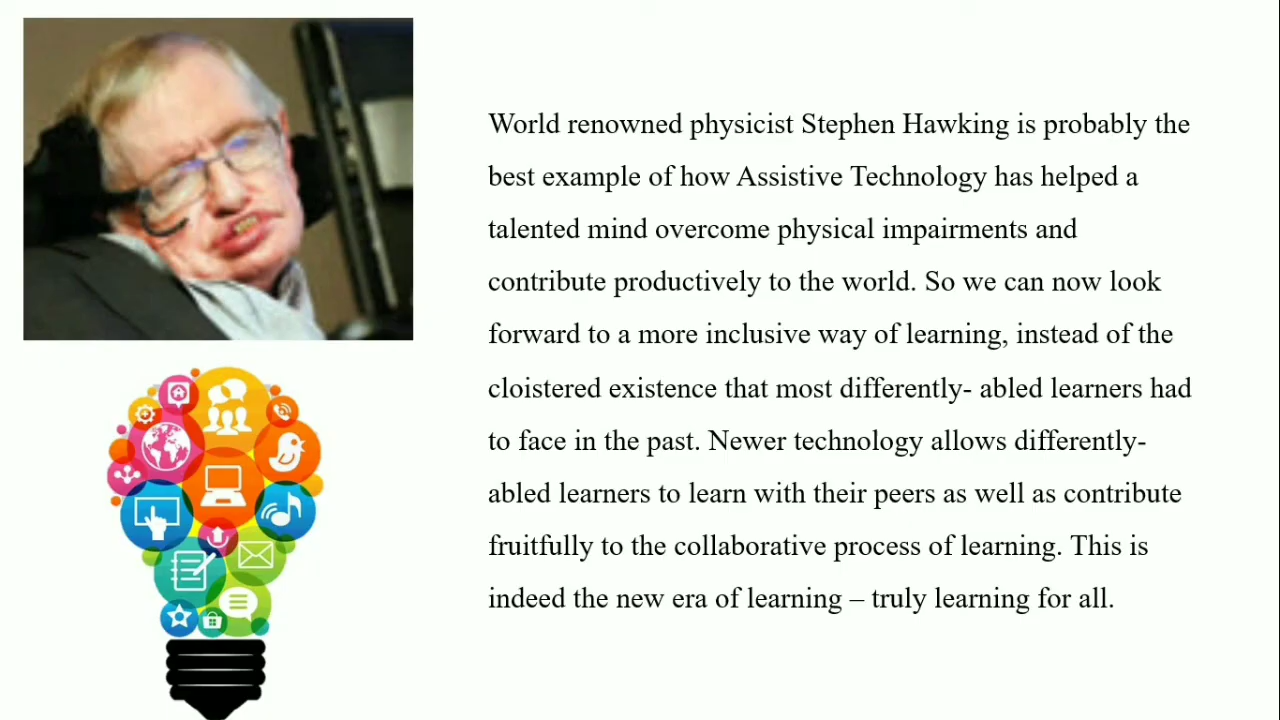 World renowned physicist Stephen Hawking is probably the
best example of how Assistive Technology has helped a
talented mind overcome physical impairments and
contribute productively to the world. So we can now look
forward to a more inclusive way of learning, instead of the
cloistered existence that most differently- abled learners had
to face in the past. Newer technology allows differently-
abled learners to learn with their peers as well as contribute
fruitfully to the collaborative process of learning. This is
indeed the new era of learning – truly learning for all.